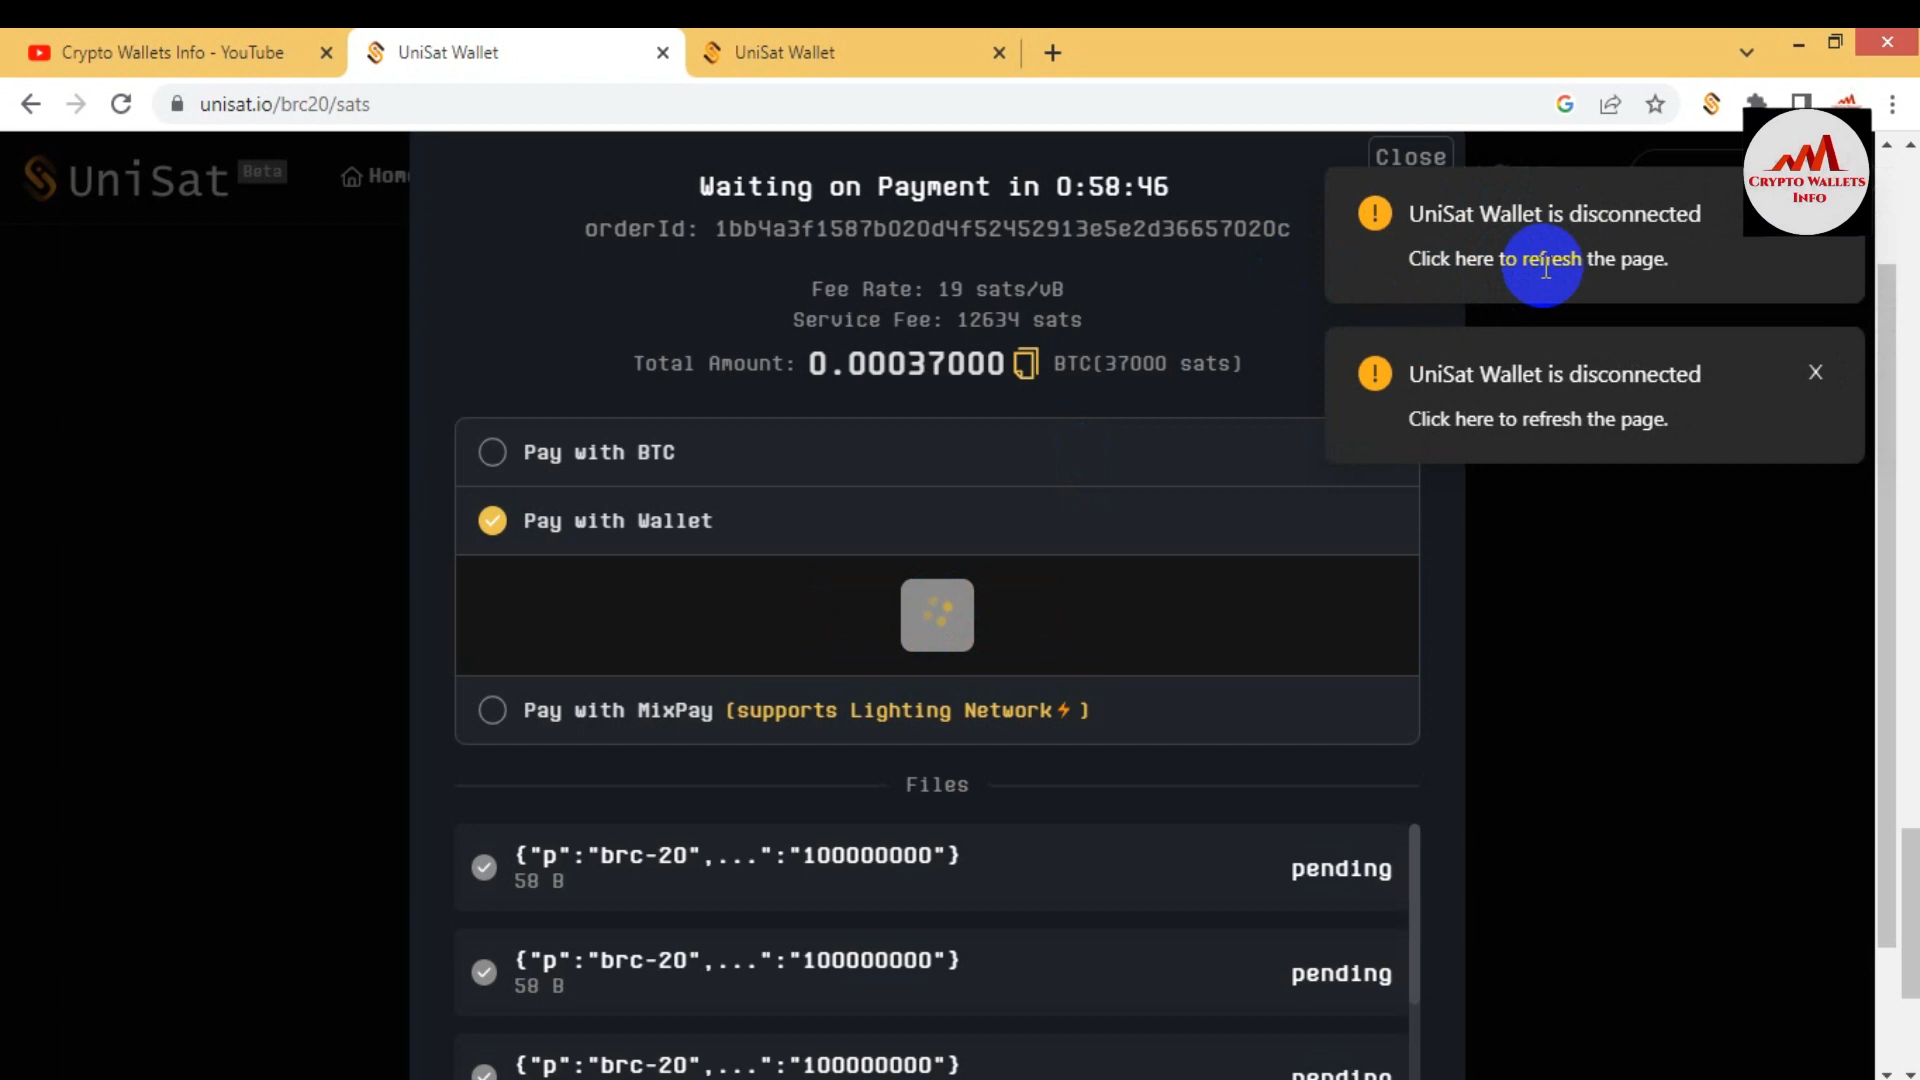 Crypto Wallets Info - YouTube
UniSat Wallet
UniSat Wallet
unisat.io/brc20/sats
UniSat Beta
Home
Close
Waiting on Payment in 0:58:46
orderId: 1bb4a3f1587b020d4f52452913e5e2d36657020c
Fee Rate: 19 sats/vB
Service Fee: 12634 sats
Total Amount: 0.00037000 BTC(37000 sats)
UniSat Wallet is disconnected
Click here to refresh the page.
UniSat Wallet is disconnected
X
Click here to refresh the page.
CRYPTO WALLETS
INFO
Pay with BTC
Pay with Wallet
Pay with MixPay (supports Lighting Network⚡)
Files
{"p":"brc-20",...":"100000000"}
58 B
pending
{"p":"brc-20",...":"100000000"}
58 B
pending
{"p":"brc-20",...":"100000000"}
pending